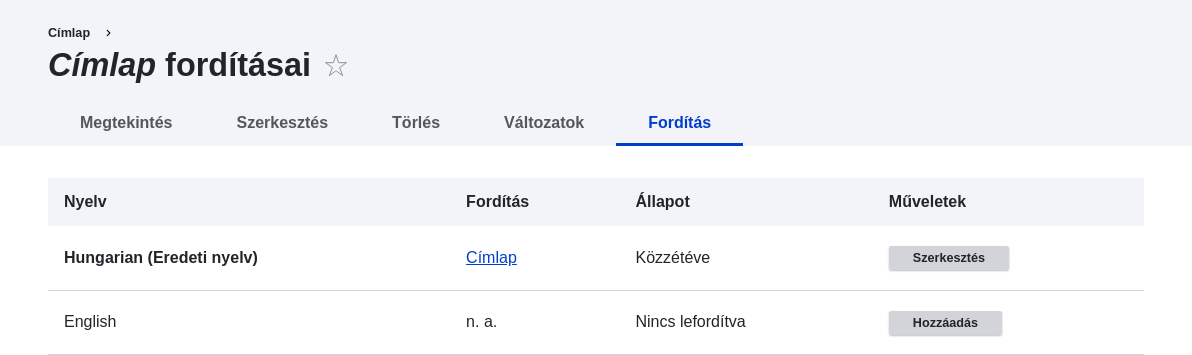 Címlap
Címlap fordításai
Megtekintés Szerkesztés Törlés Változatok Fordítás
Nyelv Fordítás Állapot Műveletek
Hungarian (Eredeti nyelv) Címlap Közzétéve Szerkesztés
English n. a. Nincs lefordítva Hozzáadás